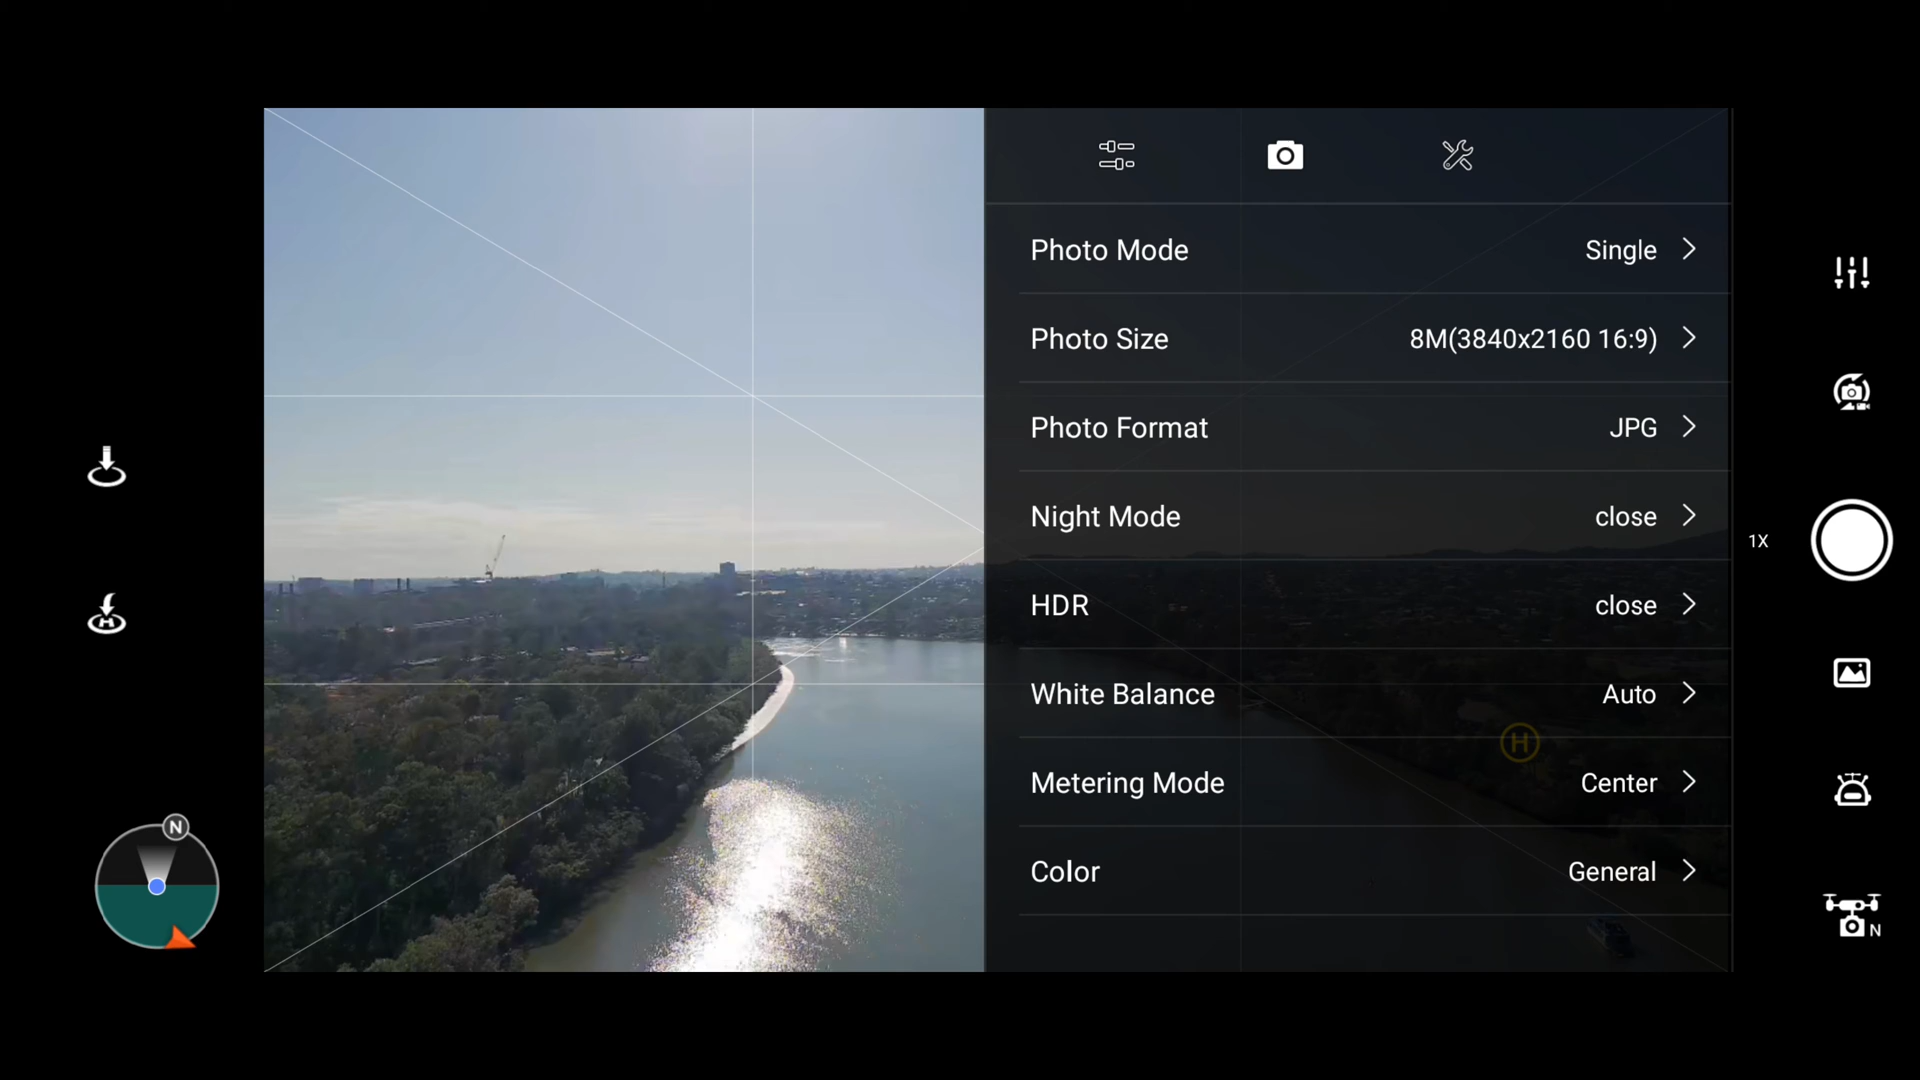 Photo Mode Single
Photo Size 8M(3840x2160 16:9)
Photo Format JPG
Night Mode close
1X
HDR close
White Balance Auto
H
Metering Mode Center
N
Color General
N